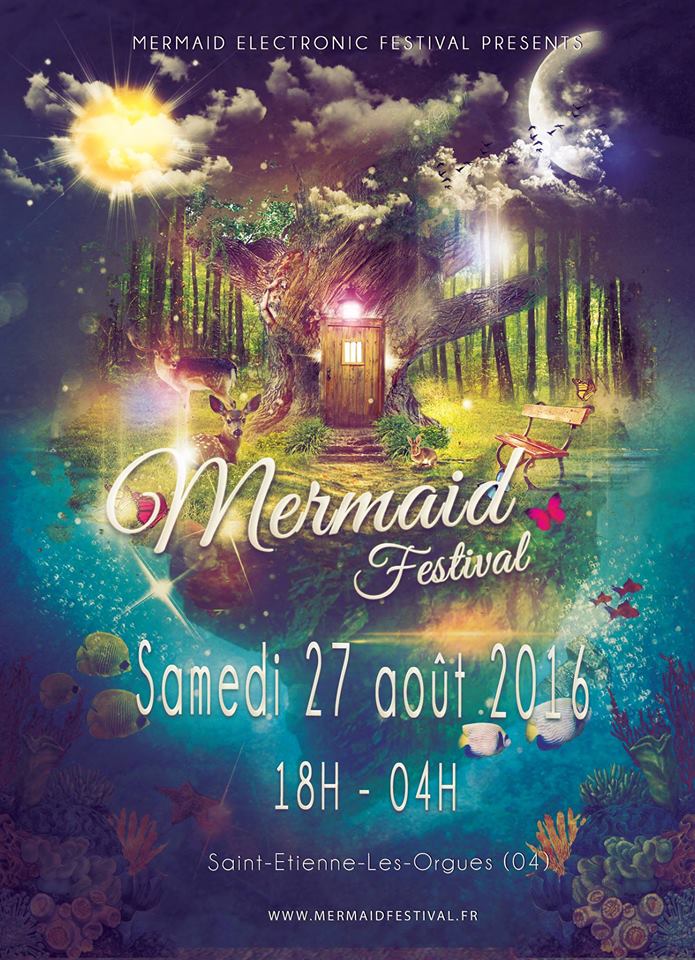 MERMAID ELECTRONIC FESTIVAL PRESENTS
Mermaid
Festival
Samedi 27 août 2016
18H - 04H
Saint-Etienne-Les-Orgues (04)
WWW.MERMAIDFESTIVAL.FR